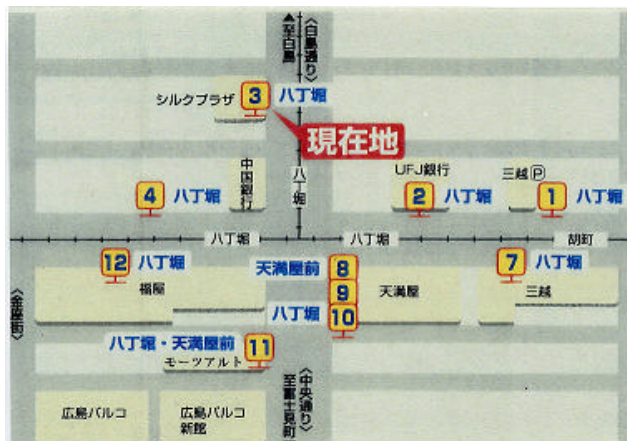 ▲至白島
〈白島通り〉
シルクプラザ
3
八丁堀
現在地
4
八丁堀
中国銀行
八丁堀
UFJ銀行
2
八丁堀
三越Ⓟ
1
八丁堀
八丁堀
八丁堀
胡町
12
八丁堀
福屋
天満屋前
8
9
天満屋
7
八丁堀
三越
八丁堀
10
〈金座街〉
八丁堀・天満屋前
11
モーツアルト
〈中央通り〉
至富士見町
広島パルコ
広島パルコ
新館